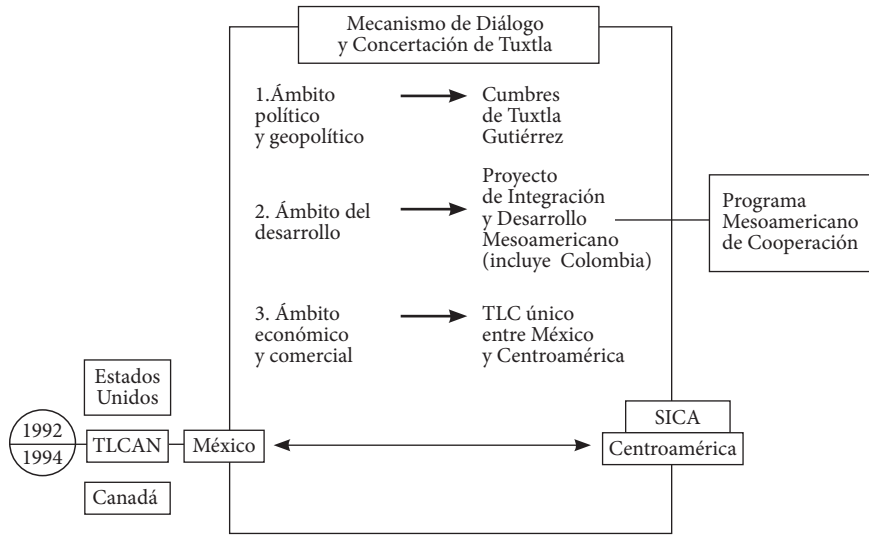 Mecanismo de Diálogo
y Concertación de Tuxtla
1.Ámbito
político
y geopolítico
Cumbres
de Tuxtla
Gutiérrez
2. Ámbito del
desarrollo
Proyecto
de Integración
y Desarrollo
Mesoamericano
(incluye Colombia)
Programa
Mesoamericano
de Cooperación
3. Ámbito
económico
y comercial
TLC único
entre México
y Centroamérica
Estados
Unidos
1992
1994
TLCAN
México
Canadá
SICA
Centroamérica